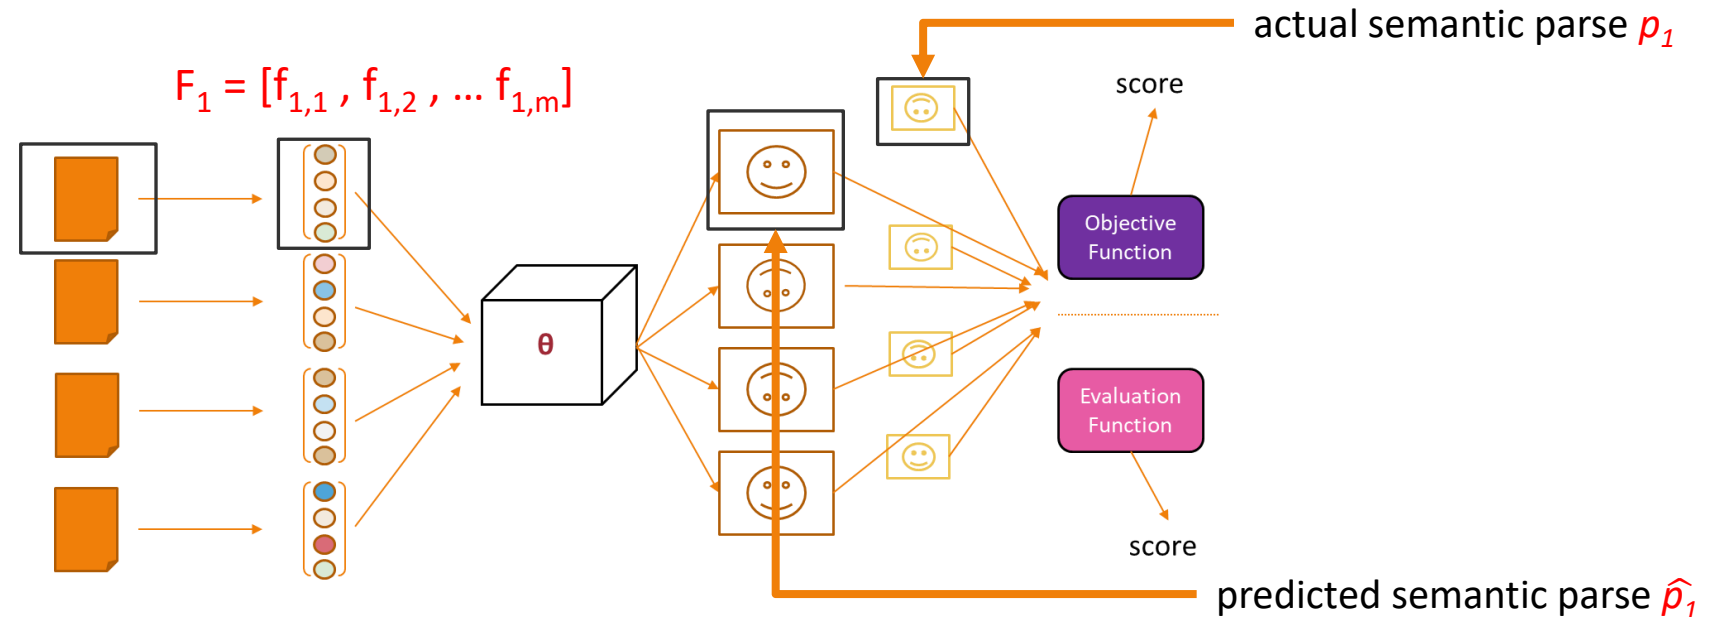 actual semantic parse p₁
F₁ = [f₁,₁ , f₁,₂ , … f₁,ₘ]
score
Objective
Function
θ
Evaluation
Function
score
predicted semantic parse p̂₁